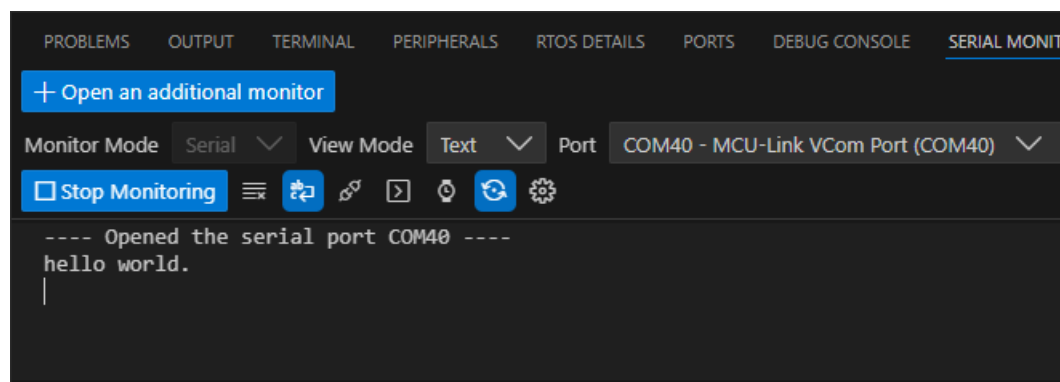 PROBLEMS OUTPUT TERMINAL PERIPHERALS RTOS DETAILS PORTS DEBUG CONSOLE SERIAL MONIT
+ Open an additional monitor
Monitor Mode Serial View Mode Text Port COM40 - MCU-Link VCom Port (COM40)
Stop Monitoring
---- Opened the serial port COM40 ----
hello world.